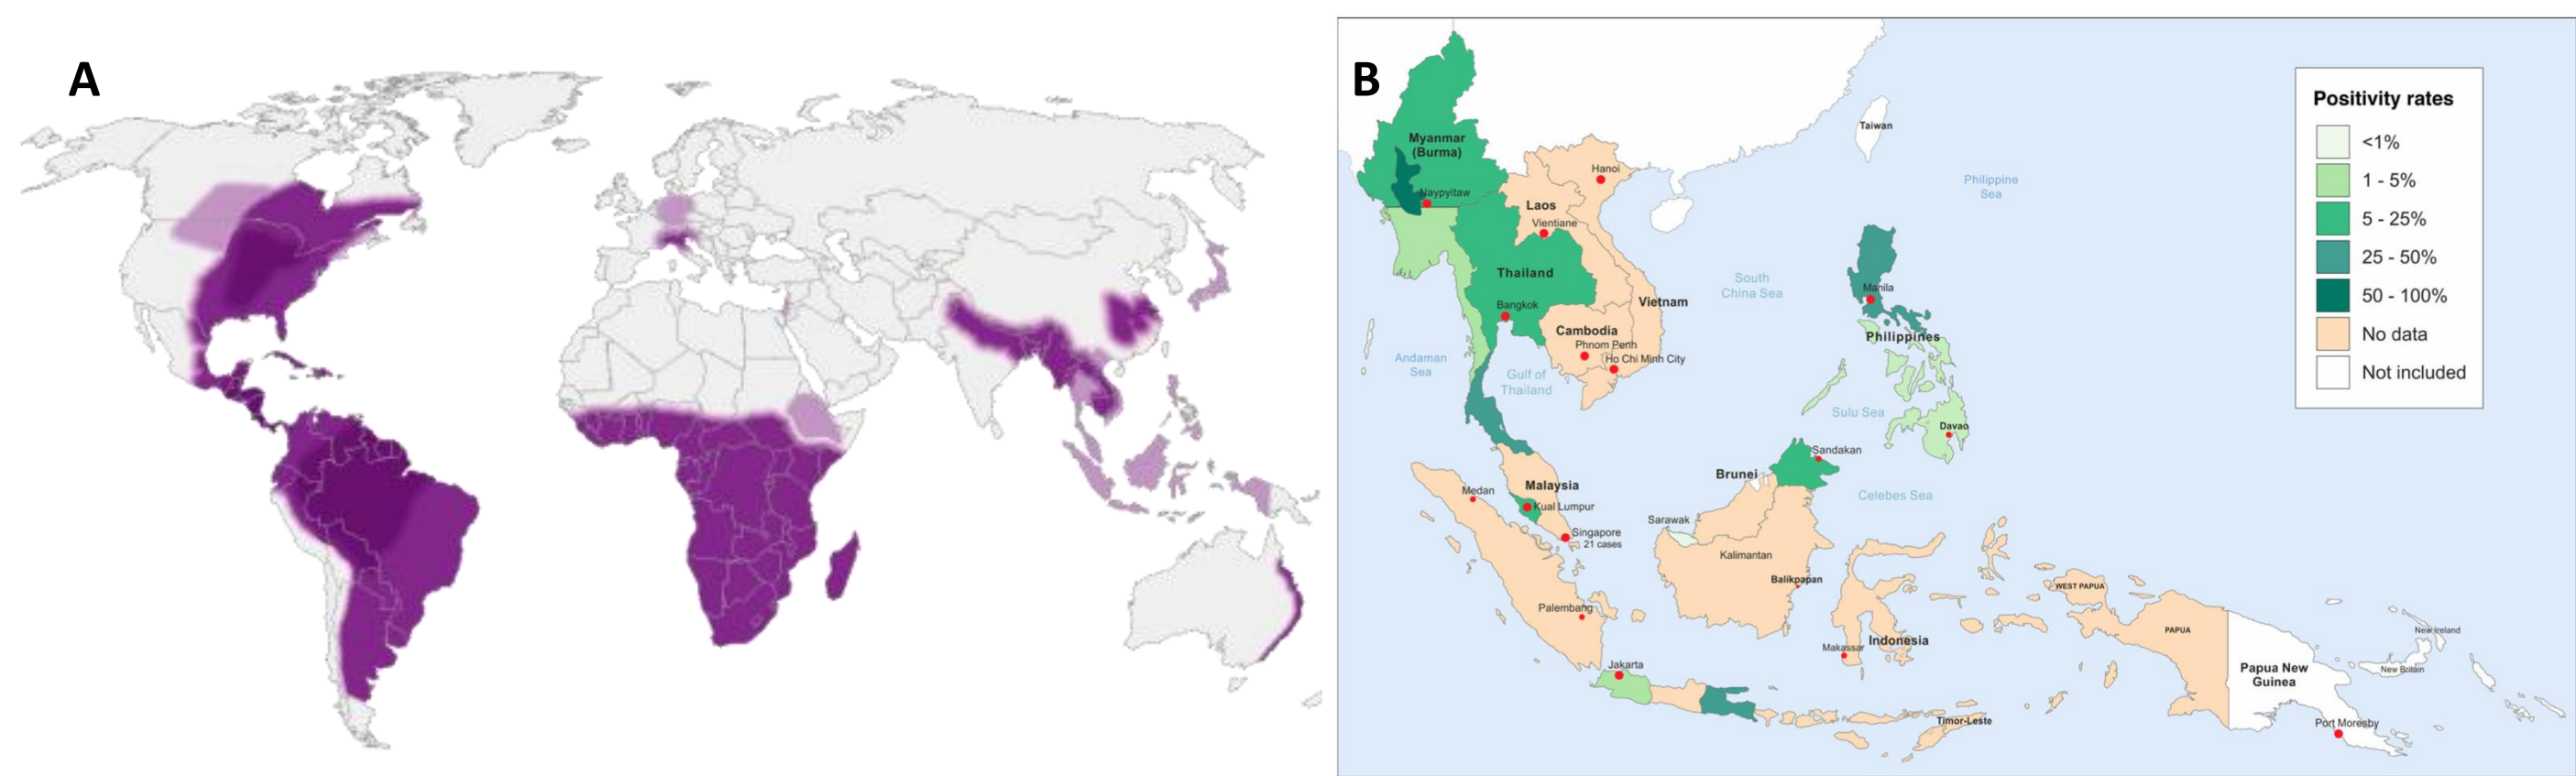 A
B
Taiwan
Myanmar
(Burma)
Hanoi
Philippine
Sea
Naypyitaw
Laos
Vientiane
Thailand
South
China Sea
Manila
Bangkok
Vietnam
Cambodia
Philippines
Phnom Penh
Ho Chi Minh City
Andaman
Sea
Gulf of
Thailand
Sulu Sea
Davao
Sandakan
Brunei
Malaysia
Celebes Sea
Medan
Kual Lumpur
Sarawak
Singapore
21 cases
Kalimantan
Balikpapan
WEST PAPUA
Palembang
PAPUA
New Ireland
Indonesia
Makassar
Jakarta
Papua New
Guinea
New Britain
Timor-Leste
Port Moresby
Positivity rates
<1%
1 - 5%
5 - 25%
25 - 50%
50 - 100%
No data
Not included